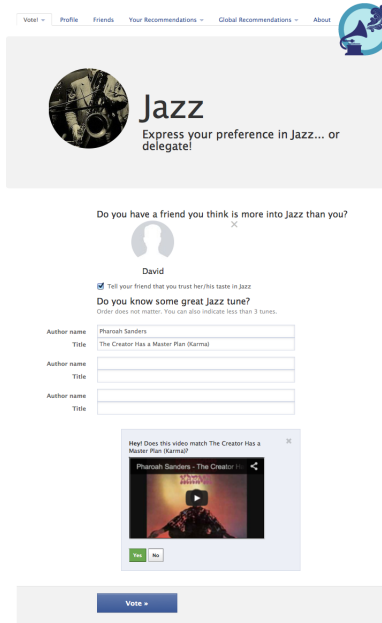 Vote! Profile Friends Your Recommendations Global Recommendations About
Jazz
Express your preference in Jazz... or
delegate!
Do you have a friend you think is more into Jazz than you?
David
Tell your friend that you trust her/his taste in Jazz
Do you know some great Jazz tune?
Order does not matter. You can also indicate less than 3 tunes.
Author name Pharoah Sanders
Title The Creator Has a Master Plan (Karma)
Author name
Title
Author name
Title
Hey! Does this video match The Creator Has a
Master Plan (Karma)?
Pharoah Sanders - The Creator H
Yes No
Vote »